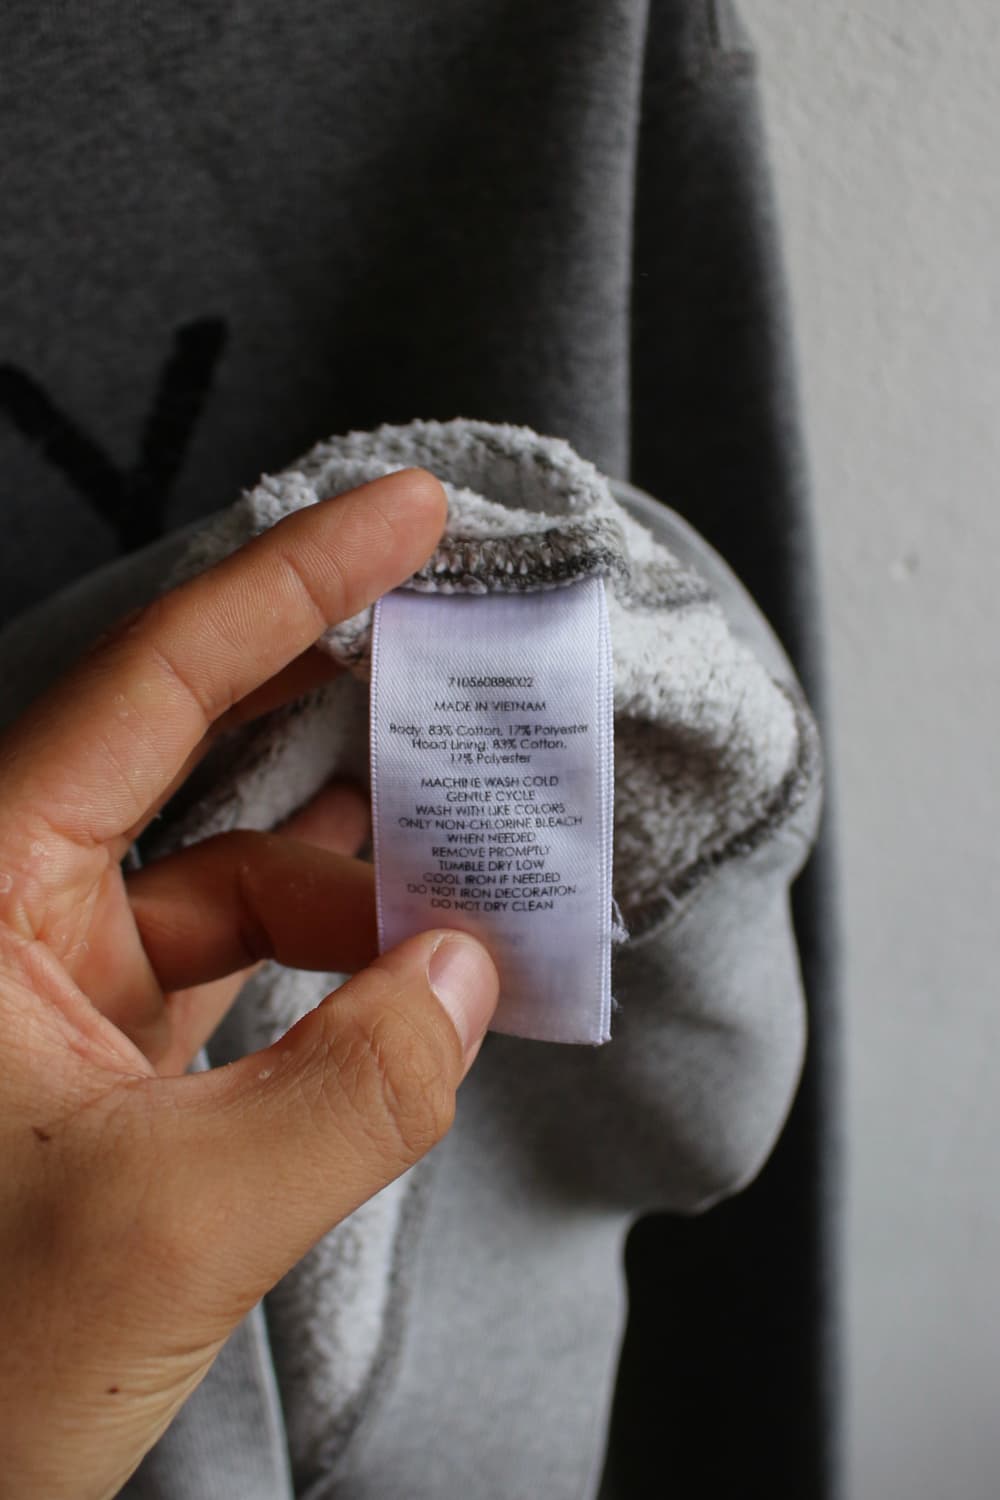 Y
710560888002
MADE IN VIETNAM
Body: 83% Cotton, 17% Polyester
Hood Lining: 83% Cotton,
17% Polyester
MACHINE WASH COLD
GENTLE CYCLE
WASH WITH LIKE COLORS
ONLY NON-CHLORINE BLEACH
WHEN NEEDED
REMOVE PROMPTLY
TUMBLE DRY LOW
COOL IRON IF NEEDED
DO NOT IRON DECORATION
DO NOT DRY CLEAN